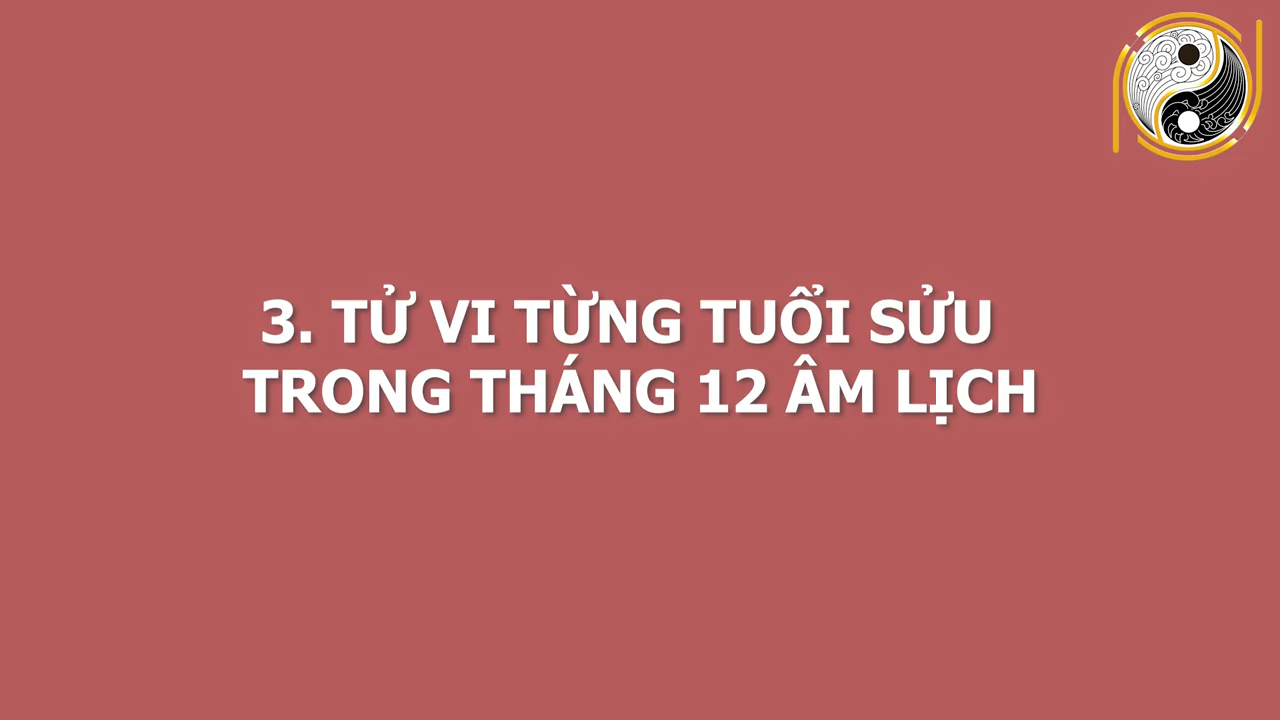 3. TỬ VI TỪNG TUỔI SỬU
TRONG THÁNG 12 ÂM LỊCH